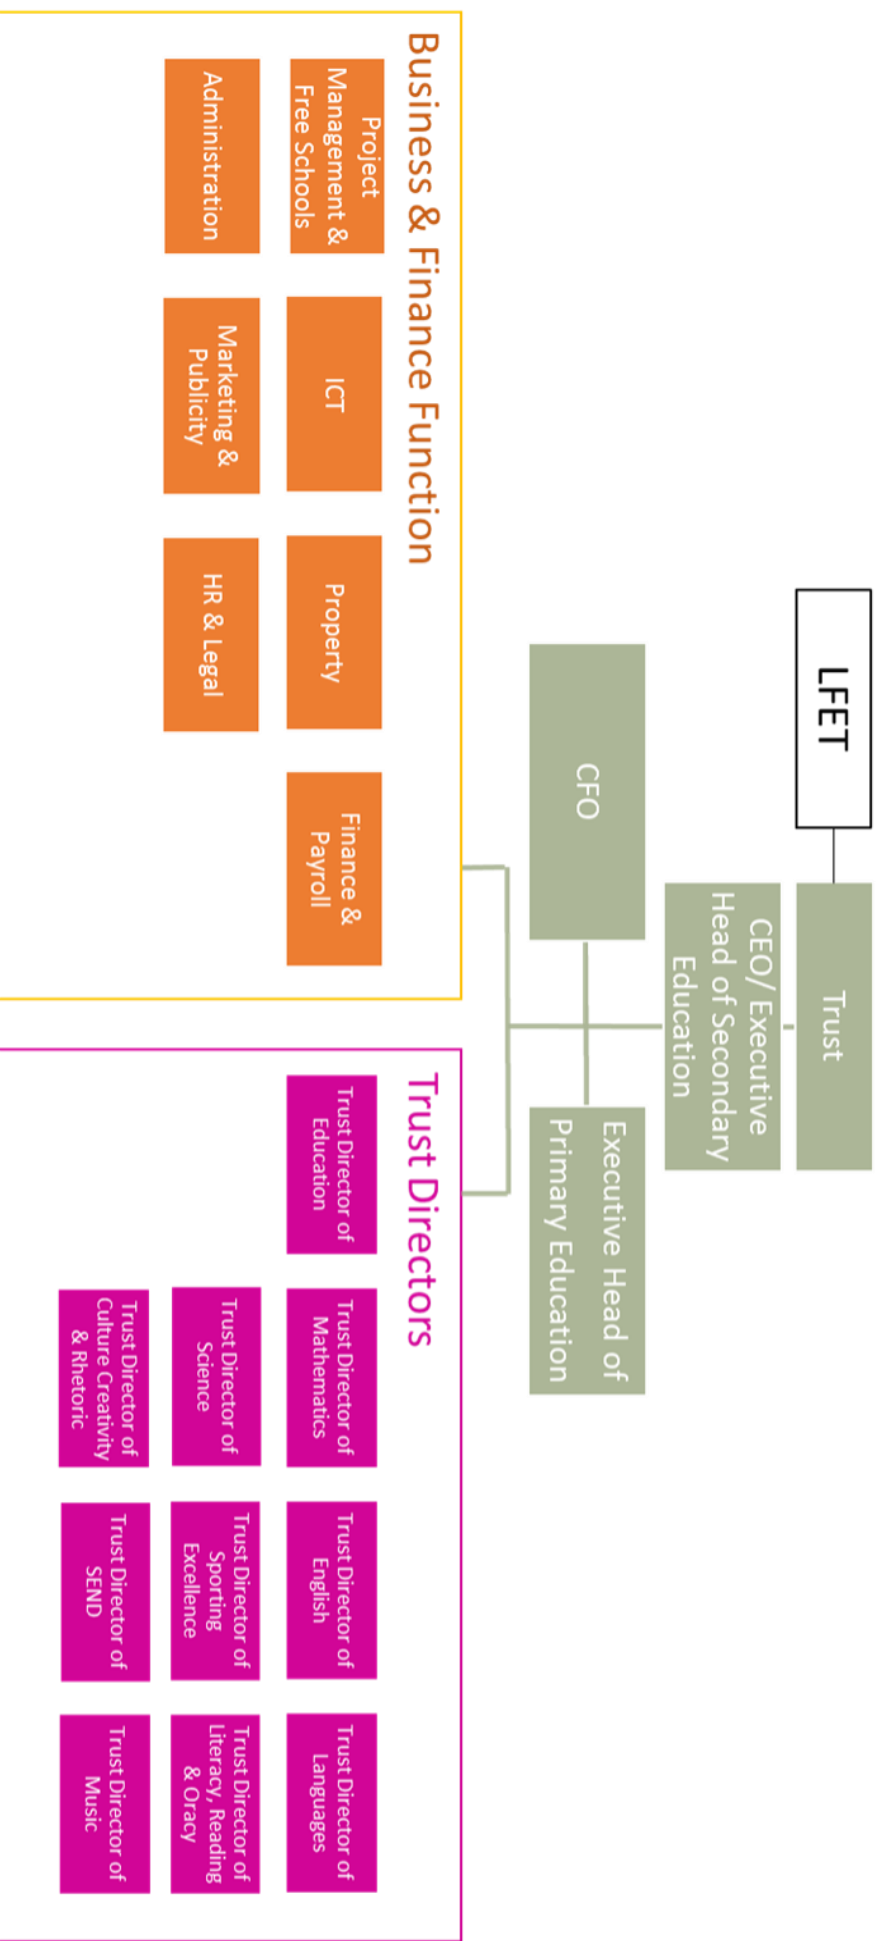 LFET
Trust
CEO/ Executive
Head of Secondary
Education
CFO
Executive Head of
Primary Education
Business & Finance Function
Project
Management &
Free Schools
ICT
Property
Finance &
Payroll
Administration
Marketing &
Publicity
HR & Legal
Trust Directors
Trust Director of
Education
Trust Director of
Mathematics
Trust Director of
English
Trust Director of
Languages
Trust Director of
Science
Trust Director of
Sporting
Excellence
Trust Director of
Literacy, Reading
& Oracy
Trust Director of
Culture Creativity
& Rhetoric
Trust Director of
SEND
Trust Director of
Music